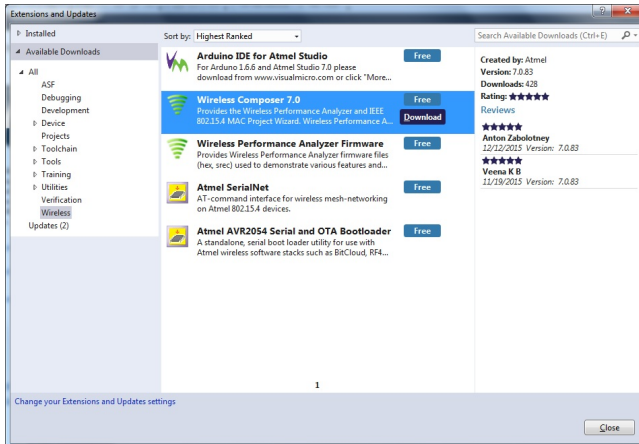 Extensions and Updates
Installed
Available Downloads
All
ASF
Debugging
Development
Device
Projects
Toolchain
Tools
Training
Utilities
Verification
Wireless
Updates (2)
Sort by: Highest Ranked
Arduino IDE for Atmel Studio
Free
For Arduino 1.6.6 and Atmel Studio 7.0 please
download from www.visualmicro.com or click "More...
Wireless Composer 7.0
Free
Provides the Wireless Performance Analyzer and IEEE
802.15.4 MAC Project Wizard. Wireless Performance A...
Download
Wireless Performance Analyzer Firmware
Free
Provides Wireless Performance Analyzer firmware files
(hex, srec) used to demonstrate various features and...
Atmel SerialNet
Free
AT-command interface for wireless mesh-networking
on Atmel 802.15.4 devices.
Atmel AVR2054 Serial and OTA Bootloader
Free
A standalone, serial boot loader utility for use with
Atmel wireless software stacks such as BitCloud, RF4...
1
Search Available Downloads (Ctrl+E)
Created by: Atmel
Version: 7.0.83
Downloads: 428
Rating:
Reviews
Anton Zabolotney
12/12/2015 Version: 7.0.83
Veena K B
11/19/2015 Version: 7.0.83
Change your Extensions and Updates settings
Close